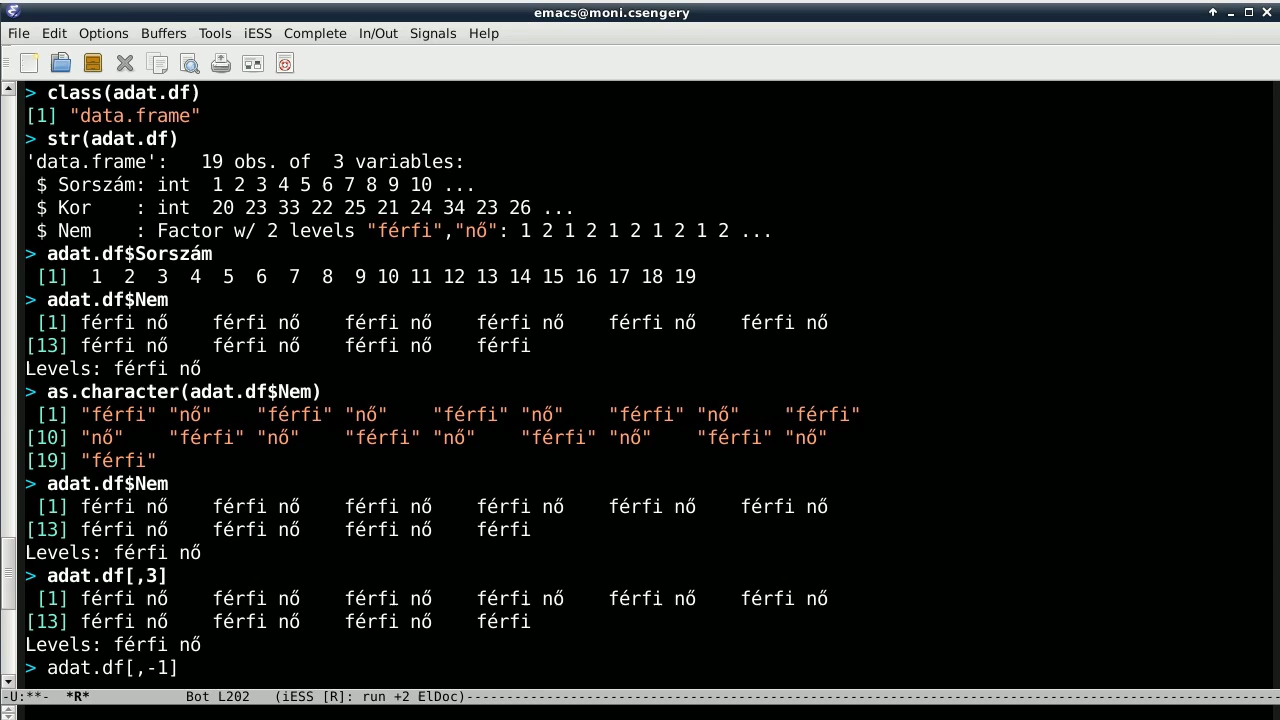 emacs@moni.csengery
File Edit Options Buffers Tools iESS Complete In/Out Signals Help
> class(adat.df)
[1] "data.frame"
> str(adat.df)
'data.frame':   19 obs. of  3 variables:
 $ Sorszám: int  1 2 3 4 5 6 7 8 9 10 ...
 $ Kor    : int  20 23 33 22 25 21 24 34 23 26 ...
 $ Nem    : Factor w/ 2 levels "férfi","nő": 1 2 1 2 1 2 1 2 1 2 ...
> adat.df$Sorszám
 [1]  1  2  3  4  5  6  7  8  9 10 11 12 13 14 15 16 17 18 19
> adat.df$Nem
 [1] férfi nő    férfi nő    férfi nő    férfi nő    férfi nő    férfi nő
[13] férfi nő    férfi nő    férfi nő    férfi
Levels: férfi nő
> as.character(adat.df$Nem)
 [1] "férfi" "nő"    "férfi" "nő"    "férfi" "nő"    "férfi" "nő"    "férfi"
[10] "nő"    "férfi" "nő"    "férfi" "nő"    "férfi" "nő"    "férfi" "nő"
[19] "férfi"
> adat.df$Nem
 [1] férfi nő    férfi nő    férfi nő    férfi nő    férfi nő    férfi nő
[13] férfi nő    férfi nő    férfi nő    férfi
Levels: férfi nő
> adat.df[,3]
 [1] férfi nő    férfi nő    férfi nő    férfi nő    férfi nő    férfi nő
[13] férfi nő    férfi nő    férfi nő    férfi
Levels: férfi nő
> adat.df[,-1]
-U:**-  *R*            Bot L202   (iESS [R]: run +2 ElDoc)--------------------------------------------------------------------------